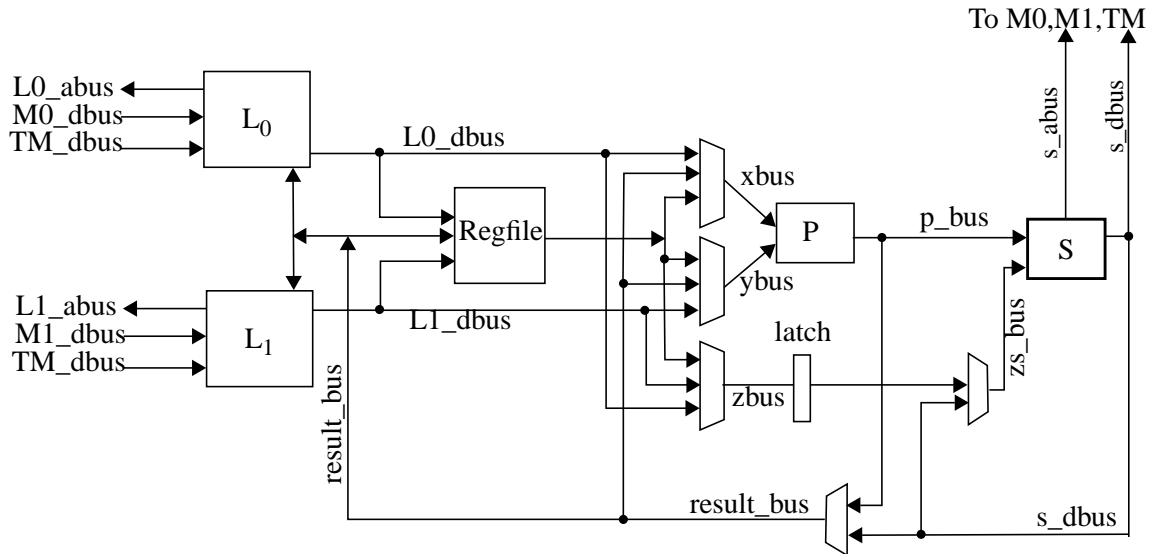 To M0,M1,TM
L0_abus
M0_dbus
TM_dbus
L0
L0_dbus
xbus
s_abus
s_dbus
Regfile
P
p_bus
S
ybus
L1_abus
M1_dbus
TM_dbus
L1
L1_dbus
latch
zs_bus
zbus
result_bus
result_bus
s_dbus